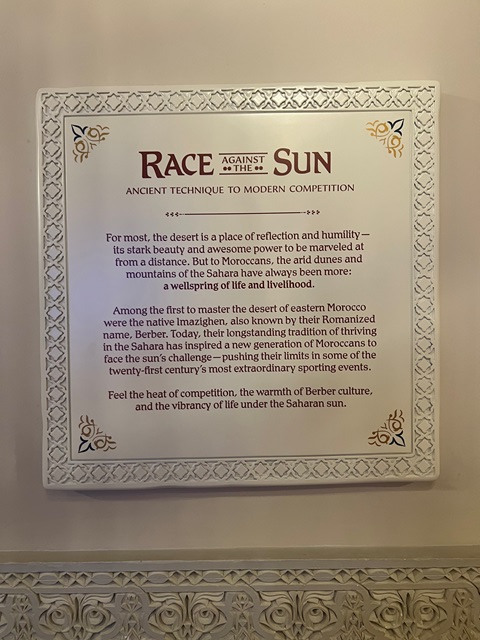 RACE AGAINST THE SUN
ANCIENT TECHNIQUE TO MODERN COMPETITION
For most, the desert is a place of reflection and humility—
its stark beauty and awesome power to be marveled at
from a distance. But to Moroccans, the arid dunes and
mountains of the Sahara have always been more:
a wellspring of life and livelihood.
Among the first to master the desert of eastern Morocco
were the native Imazighen, also known by their Romanized
name, Berber. Today, their longstanding tradition of thriving
in the Sahara has inspired a new generation of Moroccans to
face the sun's challenge—pushing their limits in some of the
twenty-first century's most extraordinary sporting events.
Feel the heat of competition, the warmth of Berber culture,
and the vibrancy of life under the Saharan sun.